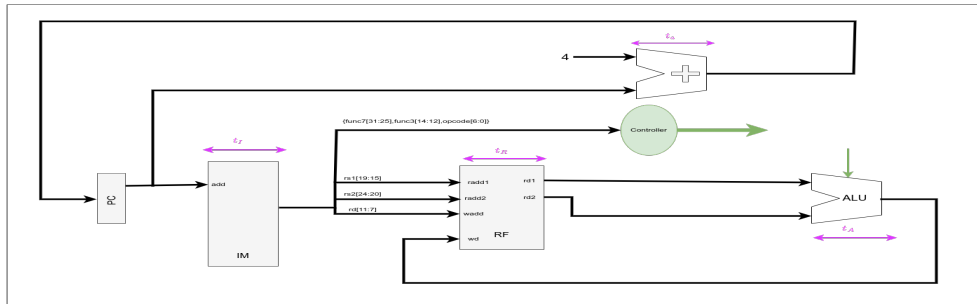 t₄
4
(func7[31:25],func3[14:12],opcode[6:0])
Controller
t_I
t_R
PC
add
rs1[19:15]
rs2[24:20]
rd[11:7]
radd1
radd2
wadd
wd
rd1
rd2
RF
IM
ALU
t_A